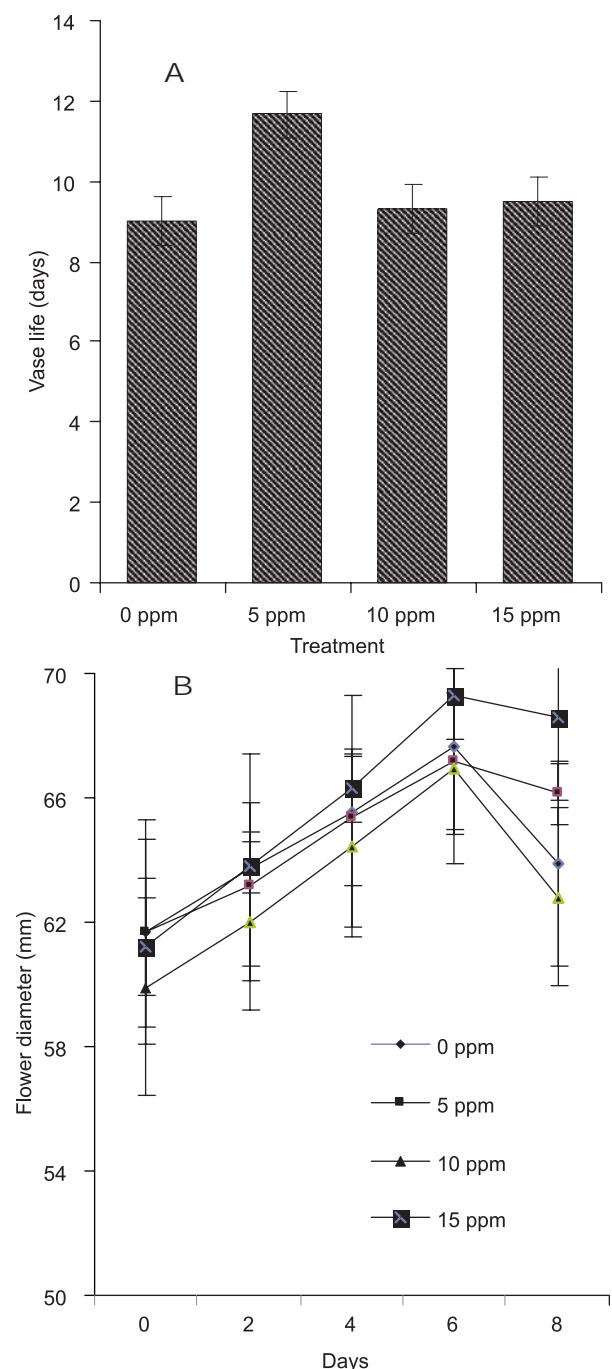 14
A
12
10
8
6
4
2
0
Vase life (days)
0 ppm 5 ppm 10 ppm 15 ppm
Treatment
70
B
66
62
58
54
50
Flower diameter (mm)
0 ppm
5 ppm
10 ppm
15 ppm
0 2 4 6 8
Days